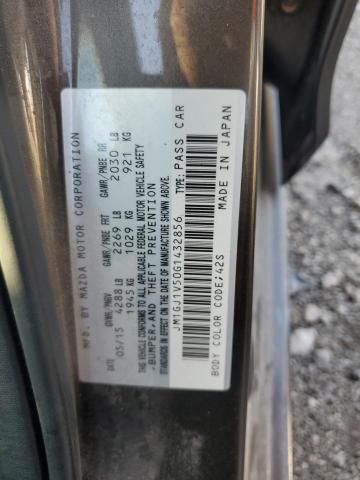 MFD. BY MAZDA MOTOR CORPORATION
DATE GVWR/PNBV GAWR/PNBE FRT GAWR/PNBE RR
05/15 4288 LB 2269 LB 2030 LB
1945 KG 1029 KG 921 KG
THIS VEHICLE CONFORMS TO ALL APPLICABLE FEDERAL MOTOR VEHICLE SAFETY
BUMPER, AND THEFT PREVENTION
STANDARDS IN EFFECT ON THE DATE OF MANUFACTURE SHOWN ABOVE.
JM1GJ1V50G1432856 TYPE: PASS CAR
BODY COLOR CODE;42S MADE IN JAPAN